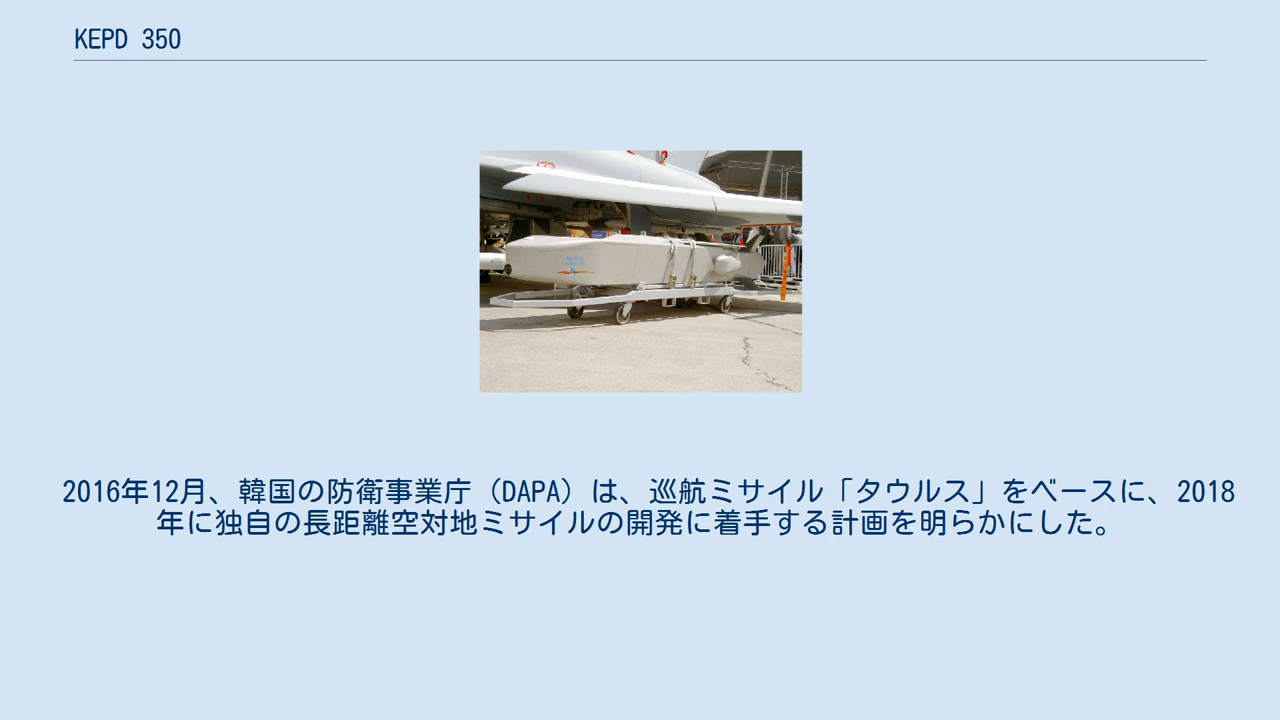 KEPD 350
2016年12月、韓国の防衛事業庁（DAPA）は、巡航ミサイル「タウルス」をベースに、2018
年に独自の長距離空対地ミサイルの開発に着手する計画を明らかにした。